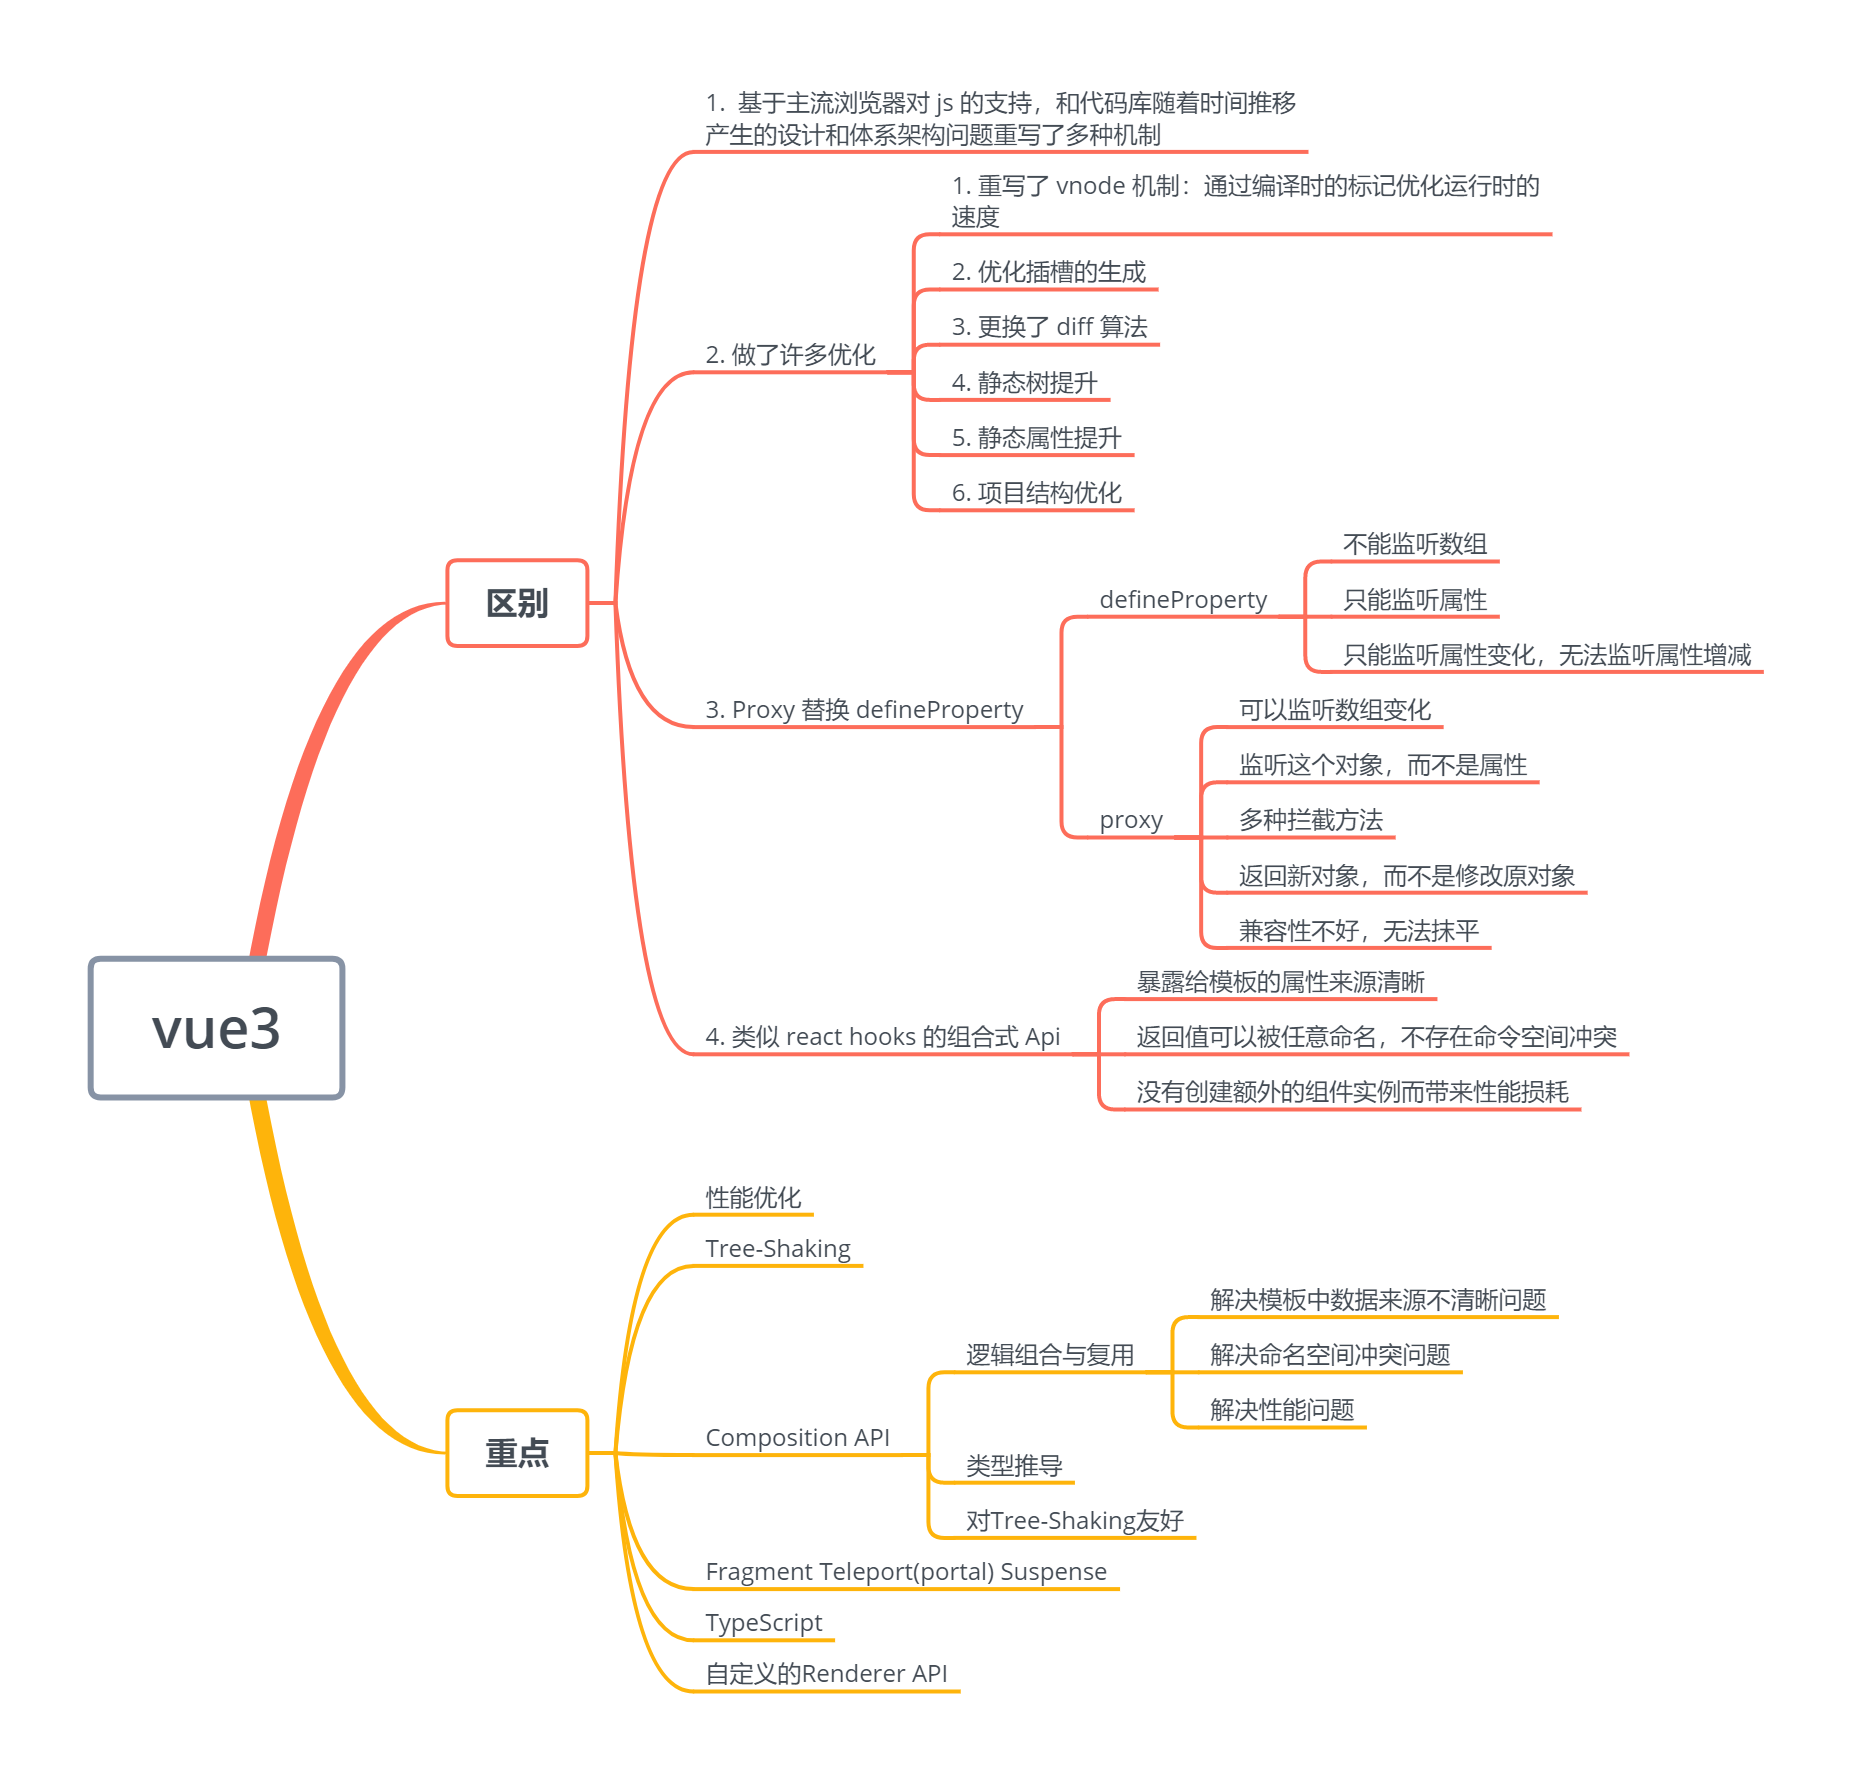 vue3
区别
1.  基于主流浏览器对 js 的支持，和代码库随着时间推移
产生的设计和体系架构问题重写了多种机制
2. 做了许多优化
1. 重写了 vnode 机制：通过编译时的标记优化运行时的
速度
2. 优化插槽的生成
3. 更换了 diff 算法
4. 静态树提升
5. 静态属性提升
6. 项目结构优化
3. Proxy 替换 defineProperty
defineProperty
不能监听数组
只能监听属性
只能监听属性变化，无法监听属性增减
proxy
可以监听数组变化
监听这个对象，而不是属性
多种拦截方法
返回新对象，而不是修改原对象
兼容性不好，无法抹平
4. 类似 react hooks 的组合式 Api
暴露给模板的属性来源清晰
返回值可以被任意命名，不存在命令空间冲突
没有创建额外的组件实例而带来性能损耗
重点
性能优化
Tree-Shaking
Composition API
逻辑组合与复用
解决模板中数据来源不清晰问题
解决命名空间冲突问题
解决性能问题
类型推导
对Tree-Shaking友好
Fragment Teleport(portal) Suspense
TypeScript
自定义的Renderer API